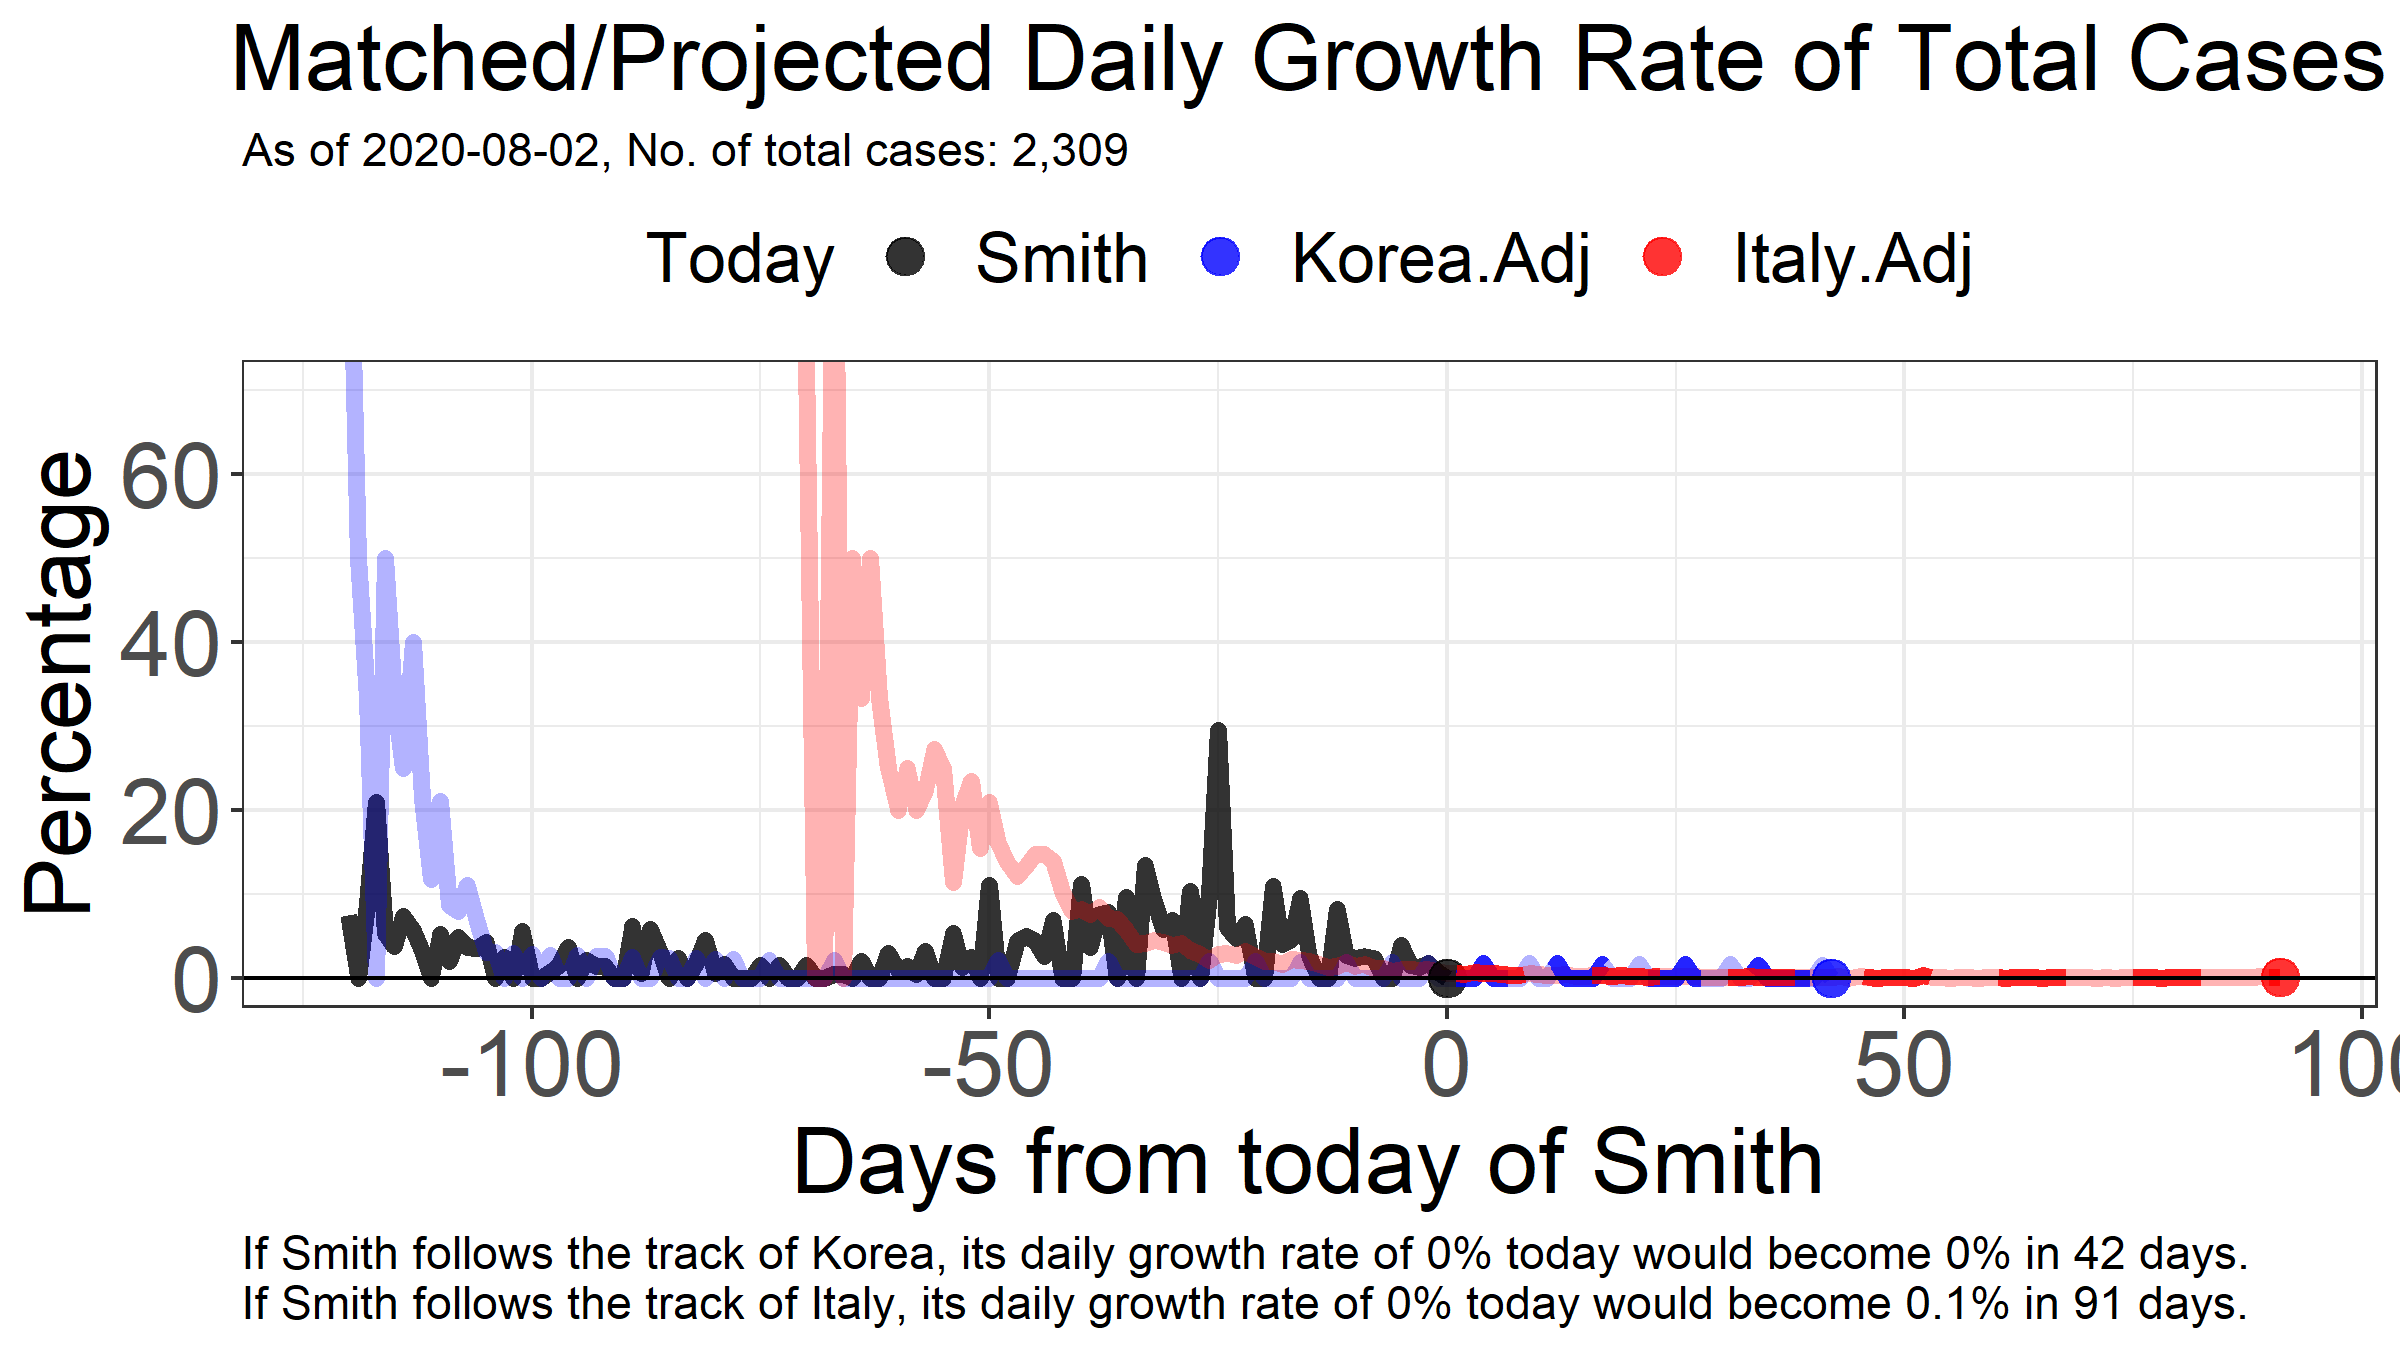 Matched/Projected Daily Growth Rate of Total Cases
As of 2020-08-02, No. of total cases: 2,309
Today Smith Korea.Adj Italy.Adj
Percentage
60
40
20
0
-100 -50 0 50 100
Days from today of Smith
If Smith follows the track of Korea, its daily growth rate of 0% today would become 0% in 42 days.
If Smith follows the track of Italy, its daily growth rate of 0% today would become 0.1% in 91 days.